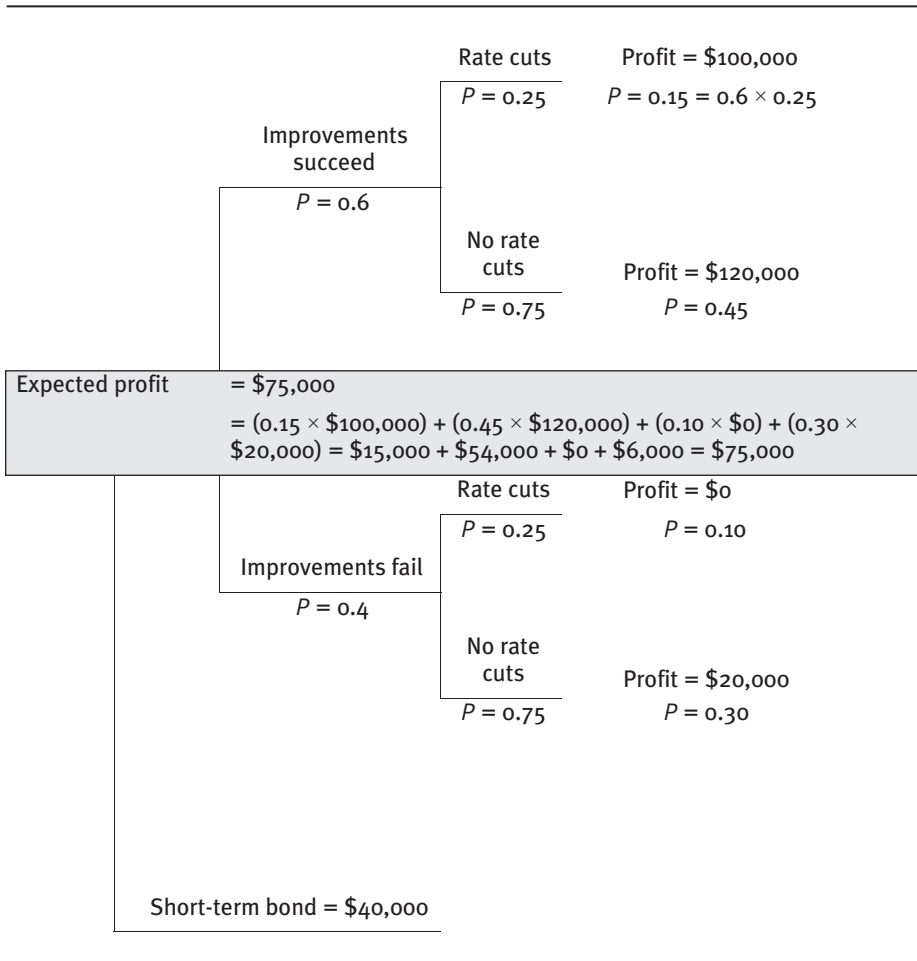 Rate cuts Profit = $100,000
P = 0.25 P = 0.15 = 0.6 × 0.25
Improvements
succeed
P = 0.6
No rate
cuts Profit = $120,000
P = 0.75 P = 0.45
Expected profit = $75,000
= (0.15 × $100,000) + (0.45 × $120,000) + (0.10 × $0) + (0.30 ×
$20,000) = $15,000 + $54,000 + $0 + $6,000 = $75,000
Rate cuts Profit = $0
P = 0.25 P = 0.10
Improvements fail
P = 0.4
No rate
cuts Profit = $20,000
P = 0.75 P = 0.30
Short-term bond = $40,000